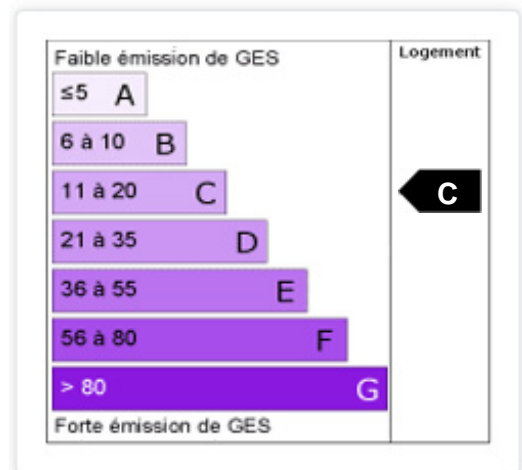 Faible émission de GES
Logement
≤5 A
6 à 10 B
11 à 20 C
C
21 à 35 D
36 à 55 E
56 à 80 F
> 80 G
Forte émission de GES